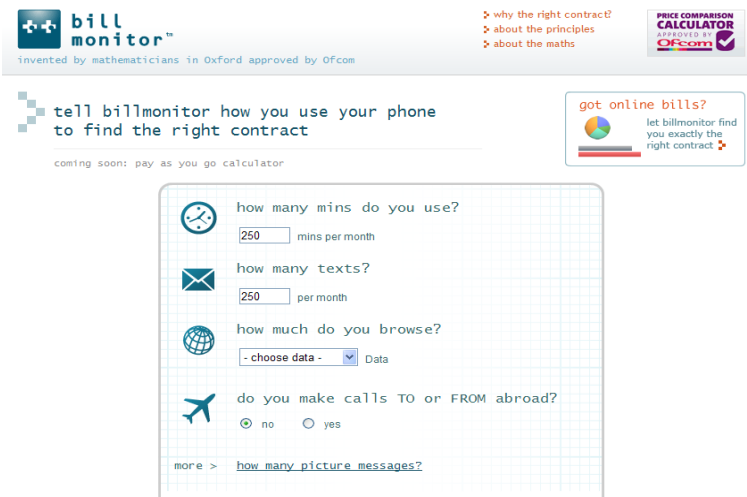 bill
monitor™
invented by mathematicians in Oxford approved by Ofcom
why the right contract?
about the principles
about the maths
PRICE COMPARISON
CALCULATOR
APPROVED BY
Ofcom
tell billmonitor how you use your phone
to find the right contract
coming soon: pay as you go calculator
got online bills?
let billmonitor find
you exactly the
right contract
how many mins do you use?
250 mins per month
how many texts?
250 per month
how much do you browse?
- choose data - Data
do you make calls TO or FROM abroad?
no yes
more > how many picture messages?